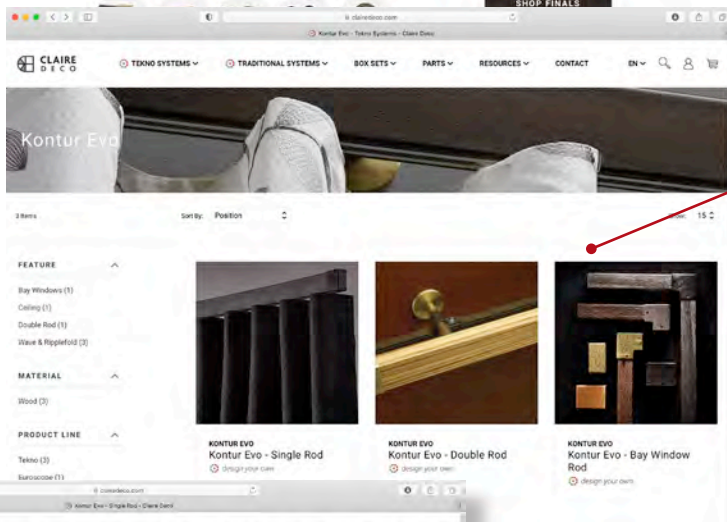 SHOP FINALS
clairedeco.com
Kontur Evo - Tekno Systems - Claire Deco
CLAIRE
DECO
TEKNO SYSTEMS
TRADITIONAL SYSTEMS
BOX SETS
PARTS
RESOURCES
CONTACT
EN
Kontur Evo
3 Items
Sort By: Position
15
FEATURE
Bay Windows (1)
Ceiling (1)
Double Rod (1)
Wave & Ripplefold (3)
MATERIAL
Wood (3)
PRODUCT LINE
Tekno (3)
Euroscope (1)
KONTUR EVO
Kontur Evo - Single Rod
design your own
KONTUR EVO
Kontur Evo - Double Rod
design your own
KONTUR EVO
Kontur Evo - Bay Window
Rod
design your own
Kontur Evo - Single Rod - Claire Deco